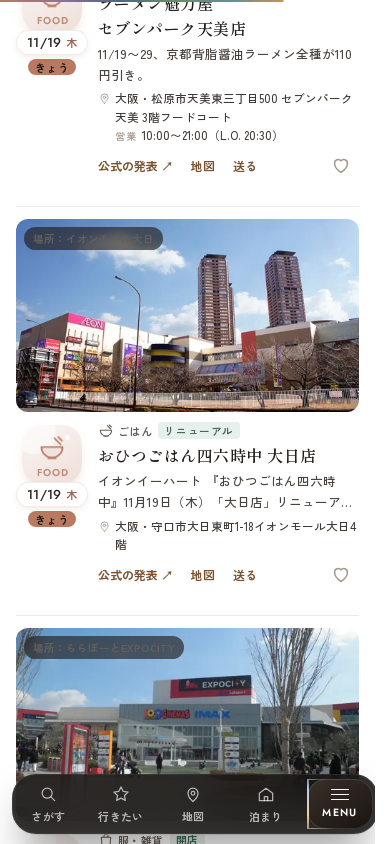 ラーメン魁力屋
セブンパーク天美店
FOOD
11/19 木
きょう
11/19〜29、京都背脂醤油ラーメン全種が110
円引き。
大阪・松原市天美東三丁目500 セブンパーク
天美 3階フードコート
営業 10:00〜21:00（L.O. 20:30）
公式の発表 ↗ 地図 送る
場所：イオンモール大日
AEON
ごはん リニューアル
おひつごはん四六時中 大日店
FOOD
11/19 木
きょう
イオンイーハート 『おひつごはん四六時
中』11月19日（木）「大日店」リニューア…
大阪・守口市大日東町1-18イオンモール大日4
階
公式の発表 ↗ 地図 送る
場所：ららぽーとEXPOCITY
EXPOCITY
CINEMAS IMAX
さがす 行きたい 地図 泊まり MENU
服・雑貨 開店